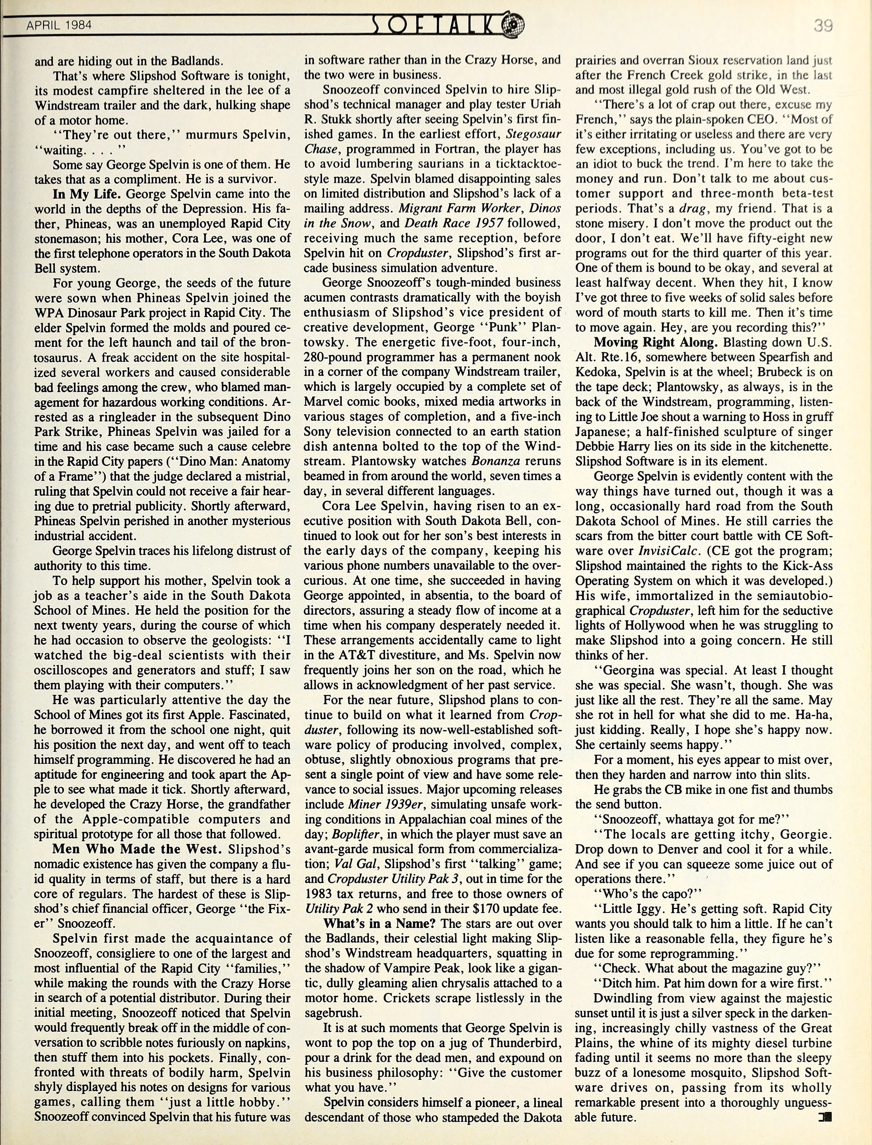 APRIL 1984
SOFTALK
39
and are hiding out in the Badlands.
That's where Slipshod Software is tonight,
its modest campfire sheltered in the lee of a
Windstream trailer and the dark, hulking shape
of a motor home.
"They're out there," murmurs Spelvin,
"waiting. . . . "
Some say George Spelvin is one of them. He
takes that as a compliment. He is a survivor.
In My Life. George Spelvin came into the
world in the depths of the Depression. His fa-
ther, Phineas, was an unemployed Rapid City
stonemason; his mother, Cora Lee, was one of
the first telephone operators in the South Dakota
Bell system.
For young George, the seeds of the future
were sown when Phineas Spelvin joined the
WPA Dinosaur Park project in Rapid City. The
elder Spelvin formed the molds and poured ce-
ment for the left haunch and tail of the bron-
tosaurus. A freak accident on the site hospital-
ized several workers and caused considerable
bad feelings among the crew, who blamed man-
agement for hazardous working conditions. Ar-
rested as a ringleader in the subsequent Dino
Park Strike, Phineas Spelvin was jailed for a
time and his case became such a cause celebre
in the Rapid City papers ("Dino Man: Anatomy
of a Frame") that the judge declared a mistrial,
ruling that Spelvin could not receive a fair hear-
ing due to pretrial publicity. Shortly afterward,
Phineas Spelvin perished in another mysterious
industrial accident.
George Spelvin traces his lifelong distrust of
authority to this time.
To help support his mother, Spelvin took a
job as a teacher's aide in the South Dakota
School of Mines. He held the position for the
next twenty years, during the course of which
he had occasion to observe the geologists: "I
watched the big-deal scientists with their
oscilloscopes and generators and stuff; I saw
them playing with their computers."
He was particularly attentive the day the
School of Mines got its first Apple. Fascinated,
he borrowed it from the school one night, quit
his position the next day, and went off to teach
himself programming. He discovered he had an
aptitude for engineering and took apart the Ap-
ple to see what made it tick. Shortly afterward,
he developed the Crazy Horse, the grandfather
of the Apple-compatible computers and
spiritual prototype for all those that followed.
Men Who Made the West. Slipshod's
nomadic existence has given the company a flu-
id quality in terms of staff, but there is a hard
core of regulars. The hardest of these is Slip-
shod's chief financial officer, George "the Fix-
er" Snoozeoff.
Spelvin first made the acquaintance of
Snoozeoff, consigliere to one of the largest and
most influential of the Rapid City "families,"
while making the rounds with the Crazy Horse
in search of a potential distributor. During their
initial meeting, Snoozeoff noticed that Spelvin
would frequently break off in the middle of con-
versation to scribble notes furiously on napkins,
then stuff them into his pockets. Finally, con-
fronted with threats of bodily harm, Spelvin
shyly displayed his notes on designs for various
games, calling them "just a little hobby."
Snoozeoff convinced Spelvin that his future was
in software rather than in the Crazy Horse, and
the two were in business.
Snoozeoff convinced Spelvin to hire Slip-
shod's technical manager and play tester Uriah
R. Stukk shortly after seeing Spelvin's first fin-
ished games. In the earliest effort, Stegosaur
Chase, programmed in Fortran, the player has
to avoid lumbering saurians in a ticktacktoe-
style maze. Spelvin blamed disappointing sales
on limited distribution and Slipshod's lack of a
mailing address. Migrant Farm Worker, Dinos
in the Snow, and Death Race 1957 followed,
receiving much the same reception, before
Spelvin hit on Cropduster, Slipshod's first ar-
cade business simulation adventure.
George Snoozeoff's tough-minded business
acumen contrasts dramatically with the boyish
enthusiasm of Slipshod's vice president of
creative development, George "Punk" Plan-
towsky. The energetic five-foot, four-inch,
280-pound programmer has a permanent nook
in a corner of the company Windstream trailer,
which is largely occupied by a complete set of
Marvel comic books, mixed media artworks in
various stages of completion, and a five-inch
Sony television connected to an earth station
dish antenna bolted to the top of the Wind-
stream. Plantowsky watches Bonanza reruns
beamed in from around the world, seven times a
day, in several different languages.
Cora Lee Spelvin, having risen to an ex-
ecutive position with South Dakota Bell, con-
tinued to look out for her son's best interests in
the early days of the company, keeping his
various phone numbers unavailable to the over-
curious. At one time, she succeeded in having
George appointed, in absentia, to the board of
directors, assuring a steady flow of income at a
time when his company desperately needed it.
These arrangements accidentally came to light
in the AT&T divestiture, and Ms. Spelvin now
frequently joins her son on the road, which he
allows in acknowledgment of her past service.
For the near future, Slipshod plans to con-
tinue to build on what it learned from Crop-
duster, following its now-well-established soft-
ware policy of producing involved, complex,
obtuse, slightly obnoxious programs that pre-
sent a single point of view and have some rele-
vance to social issues. Major upcoming releases
include Miner 1939er, simulating unsafe work-
ing conditions in Appalachian coal mines of the
day; Boplifter, in which the player must save an
avant-garde musical form from commercializa-
tion; Val Gal, Slipshod's first "talking" game;
and Cropduster Utility Pak 3, out in time for the
1983 tax returns, and free to those owners of
Utility Pak 2 who send in their $170 update fee.
What's in a Name? The stars are out over
the Badlands, their celestial light making Slip-
shod's Windstream headquarters, squatting in
the shadow of Vampire Peak, look like a gigan-
tic, dully gleaming alien chrysalis attached to a
motor home. Crickets scrape listlessly in the
sagebrush.
It is at such moments that George Spelvin is
wont to pop the top on a jug of Thunderbird,
pour a drink for the dead men, and expound on
his business philosophy: "Give the customer
what you have."
Spelvin considers himself a pioneer, a lineal
descendant of those who stampeded the Dakota
prairies and overran Sioux reservation land just
after the French Creek gold strike, in the last
and most illegal gold rush of the Old West.
"There's a lot of crap out there, excuse my
French," says the plain-spoken CEO. "Most of
it's either irritating or useless and there are very
few exceptions, including us. You've got to be
an idiot to buck the trend. I'm here to take the
money and run. Don't talk to me about cus-
tomer support and three-month beta-test
periods. That's a drag, my friend. That is a
stone misery. I don't move the product out the
door, I don't eat. We'll have fifty-eight new
programs out for the third quarter of this year.
One of them is bound to be okay, and several at
least halfway decent. When they hit, I know
I've got three to five weeks of solid sales before
word of mouth starts to kill me. Then it's time
to move again. Hey, are you recording this?"
Moving Right Along. Blasting down U.S.
Alt. Rte.16, somewhere between Spearfish and
Kedoka, Spelvin is at the wheel; Brubeck is on
the tape deck; Plantowsky, as always, is in the
back of the Windstream, programming, listen-
ing to Little Joe shout a warning to Hoss in gruff
Japanese; a half-finished sculpture of singer
Debbie Harry lies on its side in the kitchenette.
Slipshod Software is in its element.
George Spelvin is evidently content with the
way things have turned out, though it was a
long, occasionally hard road from the South
Dakota School of Mines. He still carries the
scars from the bitter court battle with CE Soft-
ware over InvisiCalc. (CE got the program;
Slipshod maintained the rights to the Kick-Ass
Operating System on which it was developed.)
His wife, immortalized in the semiautobio-
graphical Cropduster, left him for the seductive
lights of Hollywood when he was struggling to
make Slipshod into a going concern. He still
thinks of her.
"Georgina was special. At least I thought
she was special. She wasn't, though. She was
just like all the rest. They're all the same. May
she rot in hell for what she did to me. Ha-ha,
just kidding. Really, I hope she's happy now.
She certainly seems happy."
For a moment, his eyes appear to mist over,
then they harden and narrow into thin slits.
He grabs the CB mike in one fist and thumbs
the send button.
"Snoozeoff, whattaya got for me?"
"The locals are getting itchy, Georgie.
Drop down to Denver and cool it for a while.
And see if you can squeeze some juice out of
operations there."
"Who's the capo?"
"Little Iggy. He's getting soft. Rapid City
wants you should talk to him a little. If he can't
listen like a reasonable fella, they figure he's
due for some reprogramming."
"Check. What about the magazine guy?"
"Ditch him. Pat him down for a wire first."
Dwindling from view against the majestic
sunset until it is just a silver speck in the darken-
ing, increasingly chilly vastness of the Great
Plains, the whine of its mighty diesel turbine
fading until it seems no more than the sleepy
buzz of a lonesome mosquito, Slipshod Soft-
ware drives on, passing from its wholly
remarkable present into a thoroughly unguess-
able future.